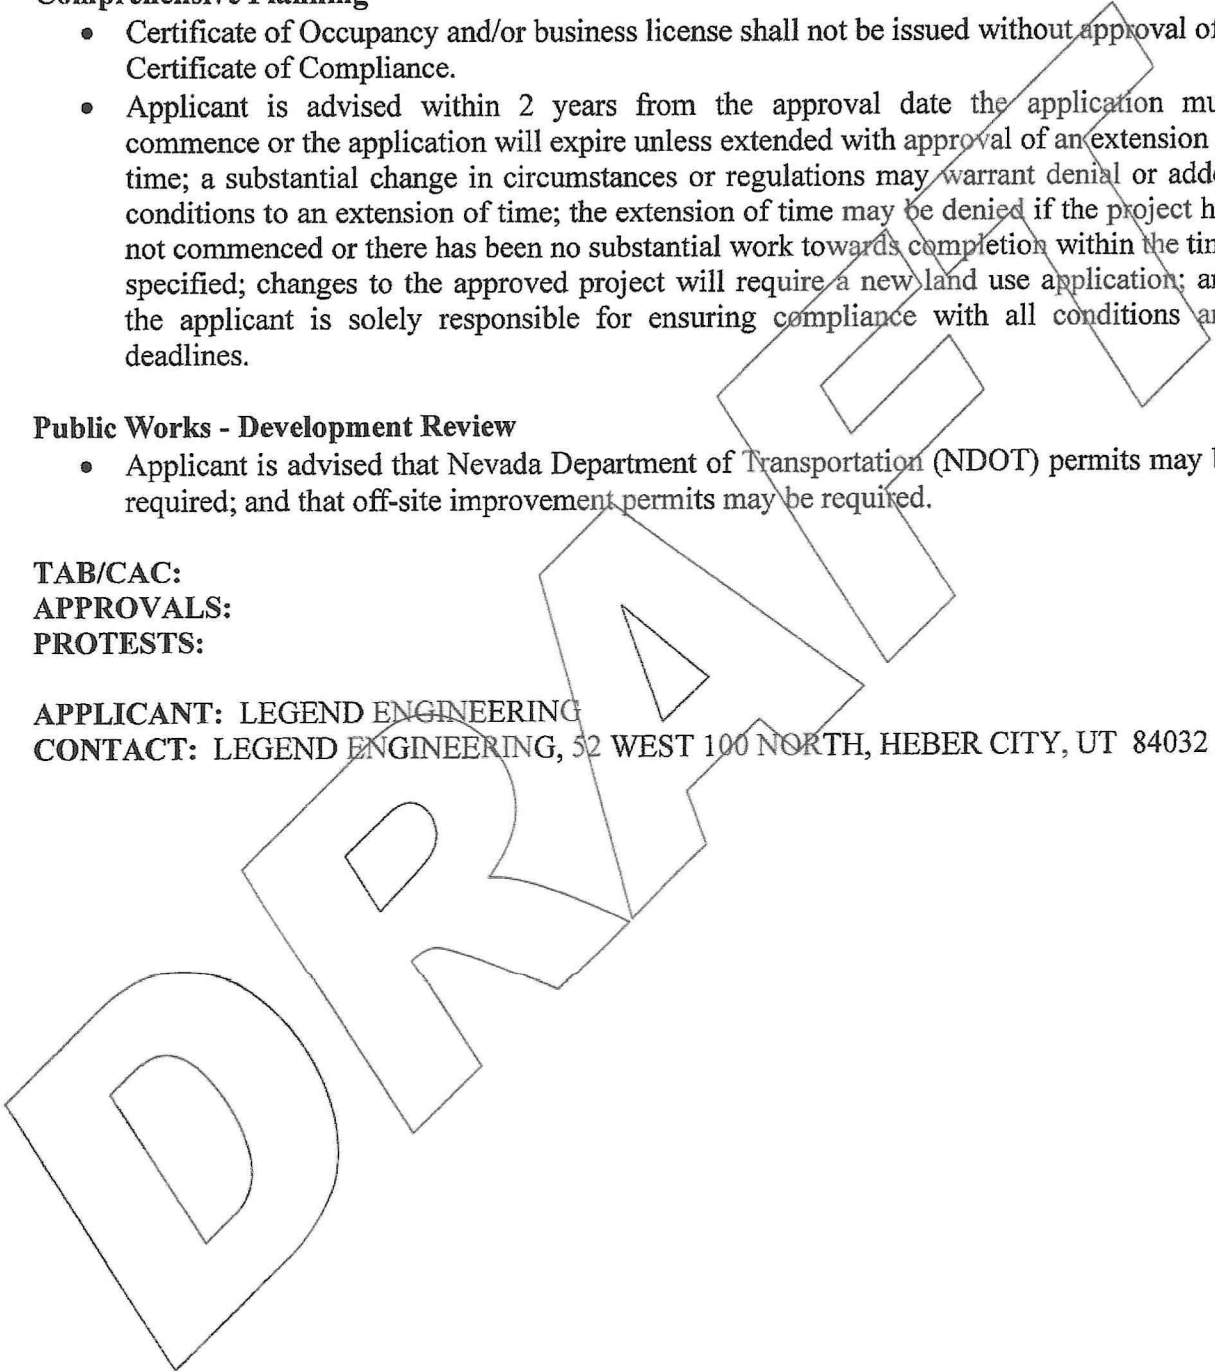 Comprehensive Planning
• Certificate of Occupancy and/or business license shall not be issued without approval of
Certificate of Compliance.
• Applicant is advised within 2 years from the approval date the application mu
commence or the application will expire unless extended with approval of an extension
time; a substantial change in circumstances or regulations may warrant denial or adde
conditions to an extension of time; the extension of time may be denied if the project h
not commenced or there has been no substantial work towards completion within the tim
specified; changes to the approved project will require a new land use application; an
the applicant is solely responsible for ensuring compliance with all conditions an
deadlines.
Public Works - Development Review
• Applicant is advised that Nevada Department of Transportation (NDOT) permits may b
required; and that off-site improvement permits may be required.
TAB/CAC:
APPROVALS:
PROTESTS:
APPLICANT: LEGEND ENGINEERING
CONTACT: LEGEND ENGINEERING, 52 WEST 100 NORTH, HEBER CITY, UT 84032
DRAFT